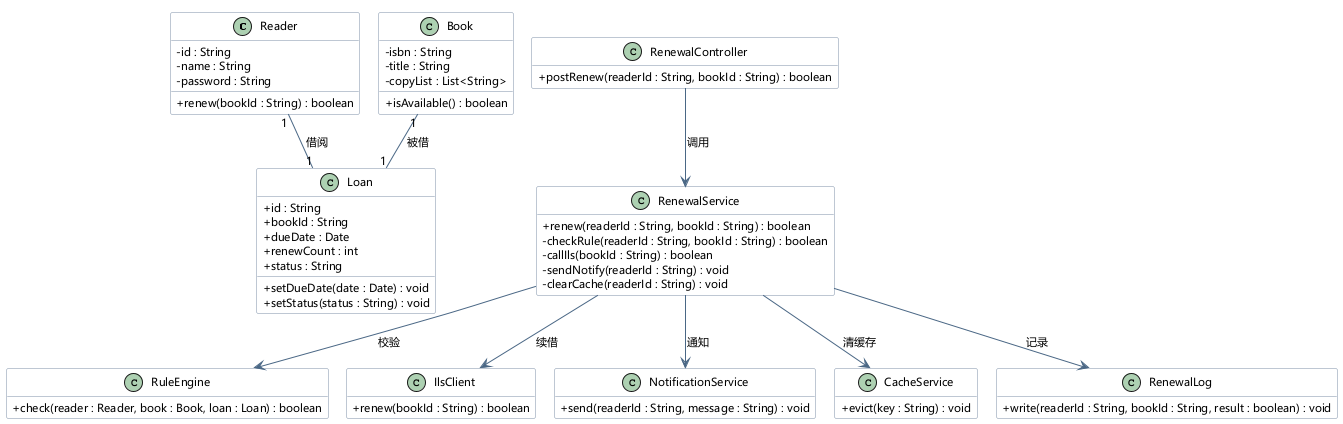 C Reader
-id : String
-name : String
-password : String
+renew(bookId : String) : boolean
C Book
-isbn : String
-title : String
-copyList : List<String>
+isAvailable() : boolean
C RenewalController
+postRenew(readerId : String, bookId : String) : boolean
1
借阅
1
1
被借
1
调用
C Loan
+id : String
+bookId : String
+dueDate : Date
+renewCount : int
+status : String
+setDueDate(date : Date) : void
+setStatus(status : String) : void
C RenewalService
+renew(readerId : String, bookId : String) : boolean
-checkRule(readerId : String, bookId : String) : boolean
-callIls(bookId : String) : boolean
-sendNotify(readerId : String) : void
-clearCache(readerId : String) : void
校验
续借
通知
清缓存
记录
C RuleEngine
+check(reader : Reader, book : Book, loan : Loan) : boolean
C IlsClient
+renew(bookId : String) : boolean
C NotificationService
+send(readerId : String, message : String) : void
C CacheService
+evict(key : String) : void
C RenewalLog
+write(readerId : String, bookId : String, result : boolean) : void